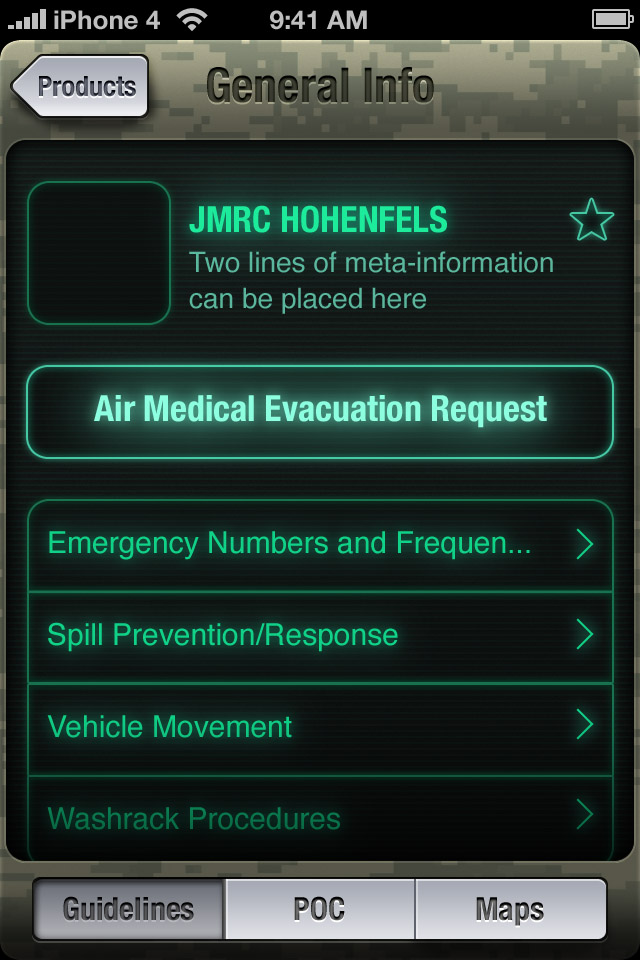 iPhone 4 9:41 AM
Products General Info
JMRC HOHENFELS
Two lines of meta-information
can be placed here
Air Medical Evacuation Request
Emergency Numbers and Frequen...
Spill Prevention/Response
Vehicle Movement
Washrack Procedures
Guidelines POC Maps